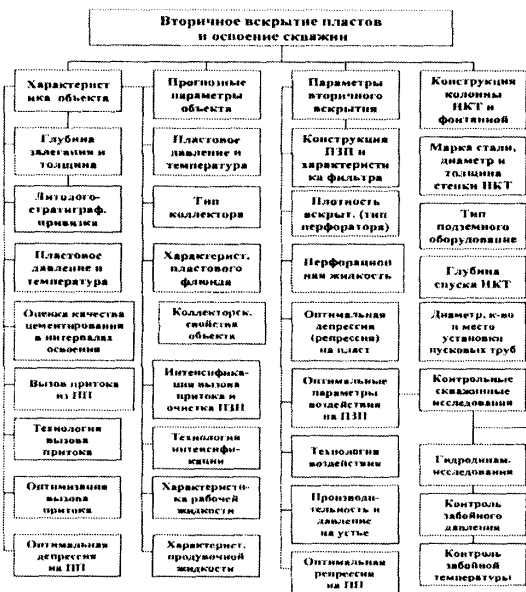 Вторичное вскрытие пластов
и освоение скважин
Характерист
ика объекта
Глубина
залегания и
толщина
Литолого-
стратиграф.
привязка
Пластовое
давление и
температура
Оценка качества
цементирования
в интервалах
освоения
Вызов притока
из ПП
Технология
вызова
притока
Оптимизация
вызова
притока
Оптимальная
депрессия
на ПП
Прогнозные
параметры
объекта
Пластовое
давление и
температура
Тип
коллектора
Характерист.
пластового
флюида
Коллекторск.
свойства
объекта
Интенсифика-
ция вызова
притока и
очистка ПЗП
Технология
интенсифи-
кации
Характеристи-
ка рабочей
жидкости
Характерист.
продувочной
жидкости
Параметры
вторичного
вскрытия
Конструкция
ПЗП и
характеристи
ка фильтра
Плотность
вскрыт. (тип
перфоратора)
Перфорацион
ная жидкость
Оптимальная
депрессия
(репрессия)
на пласт
Оптимальные
параметры
воздействия
на ПЗП
Технология
воздействия
Производи-
тельность и
давление
на устье
Оптимальная
репрессия
на ПП
Конструкция
колонны
НКТ и
фонтанной
Марка стали,
диаметр и
толщина
стенки НКТ
Тип
подземного
оборудование
Глубина
спуска НКТ
Диаметр, к-во
и место
установки
пусковых труб
Контрольные
скважинные
исследования
Гидродинам.
исследования
Контроль
забойного
давления
Контроль
забойной
температуры